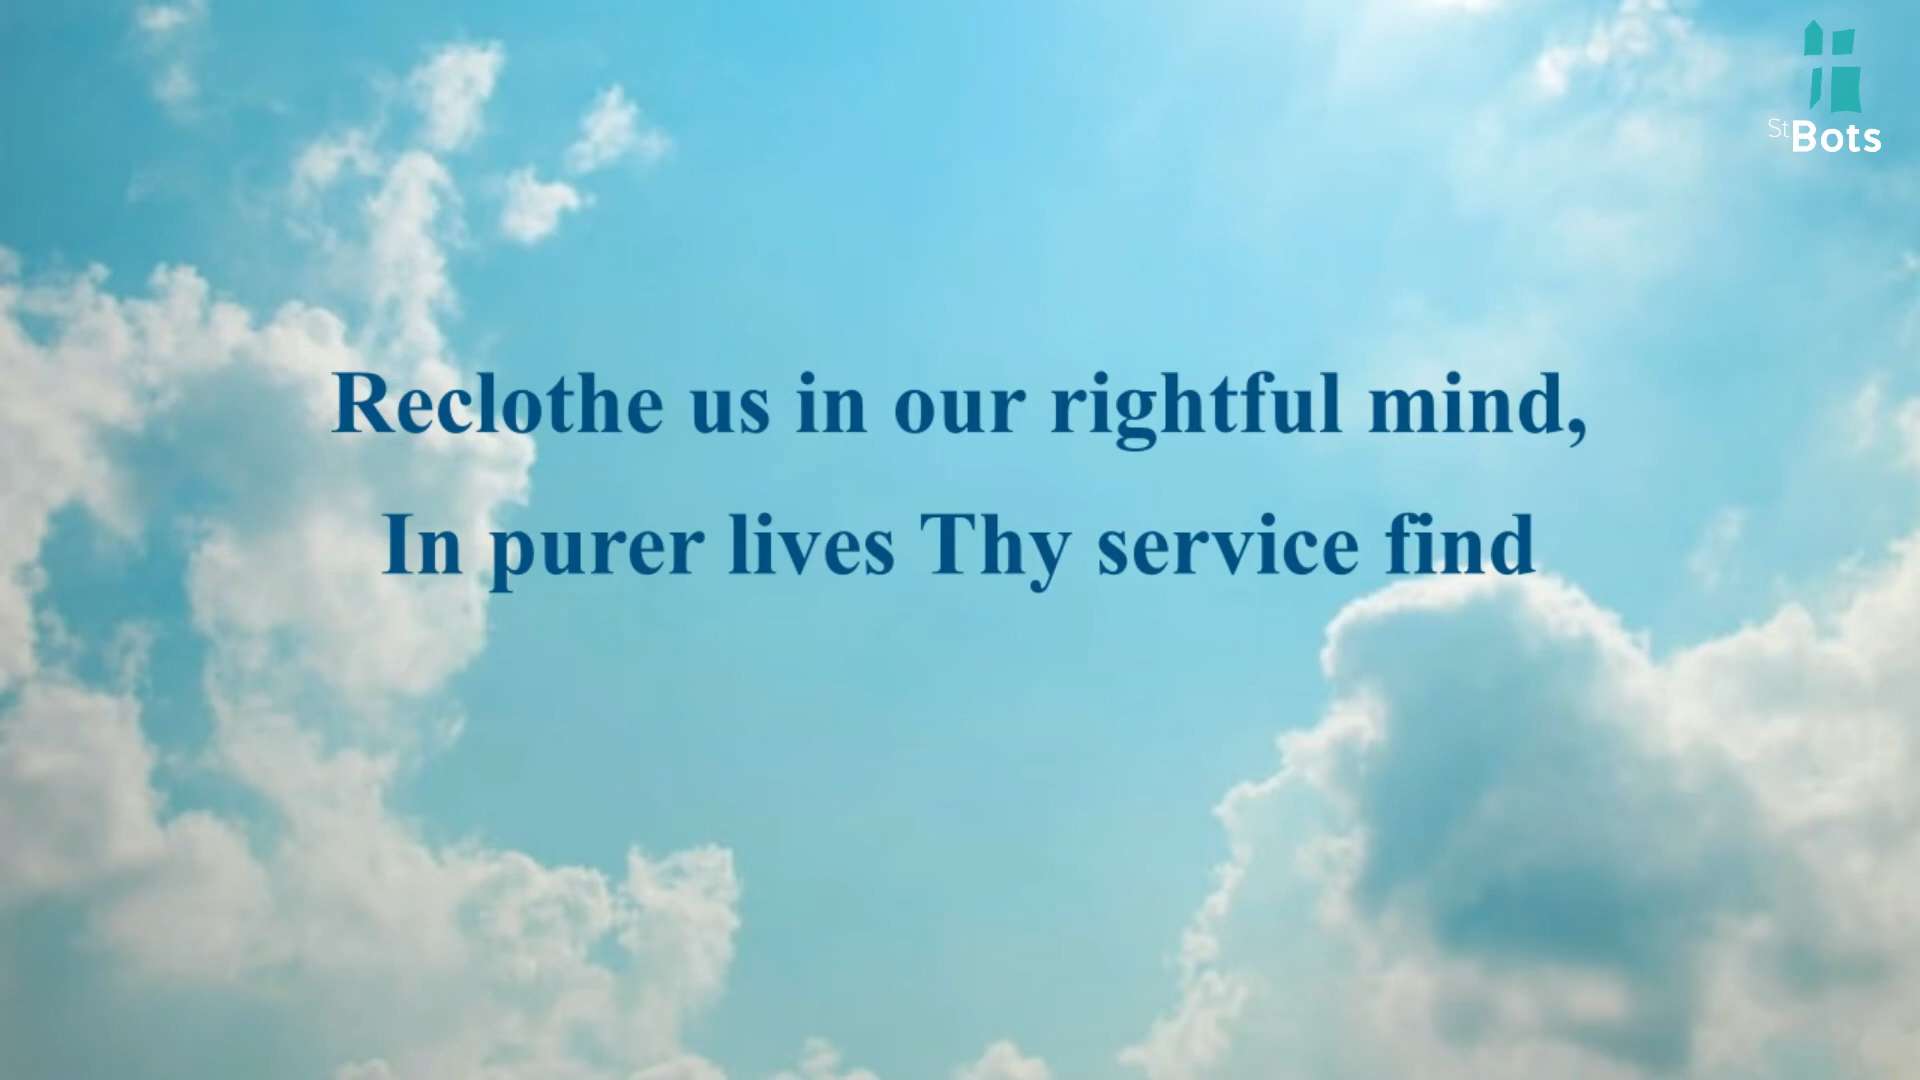 StBots
Reclothe us in our rightful mind,
In purer lives Thy service find